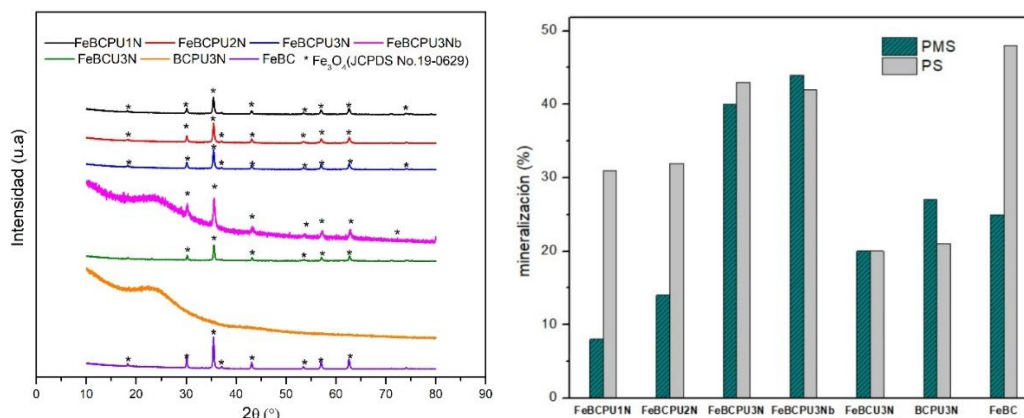 FeBCPU1N FeBCPU2N FeBCPU3N FeBCPU3Nb
FeBCU3N BCPU3N FeBC * Fe3O4(JCPDS No.19-0629)
Intensidad (u.a)
* * * * * * * *
* * * * * * * * *
* * * * * * * * *
* * * * * * *
* * * * * *
* * * * * * * * *
0 10 20 30 40 50 60 70 80 90
2θ (°)
PMS
PS
mineralización (%)
50
40
30
20
10
0
FeBCPU1N FeBCPU2N FeBCPU3N FeBCPU3Nb FeBCU3N BCPU3N FeBC